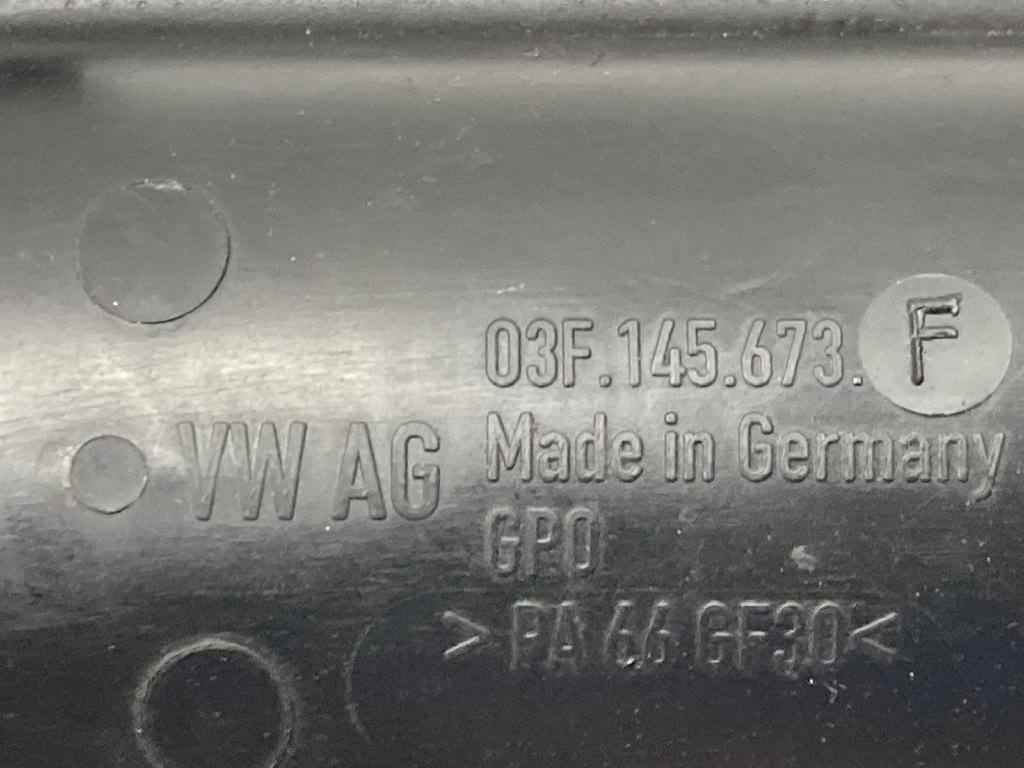 03F.145.673.F
VW AG
Made in Germany
GPO
>PA 66 GF30<